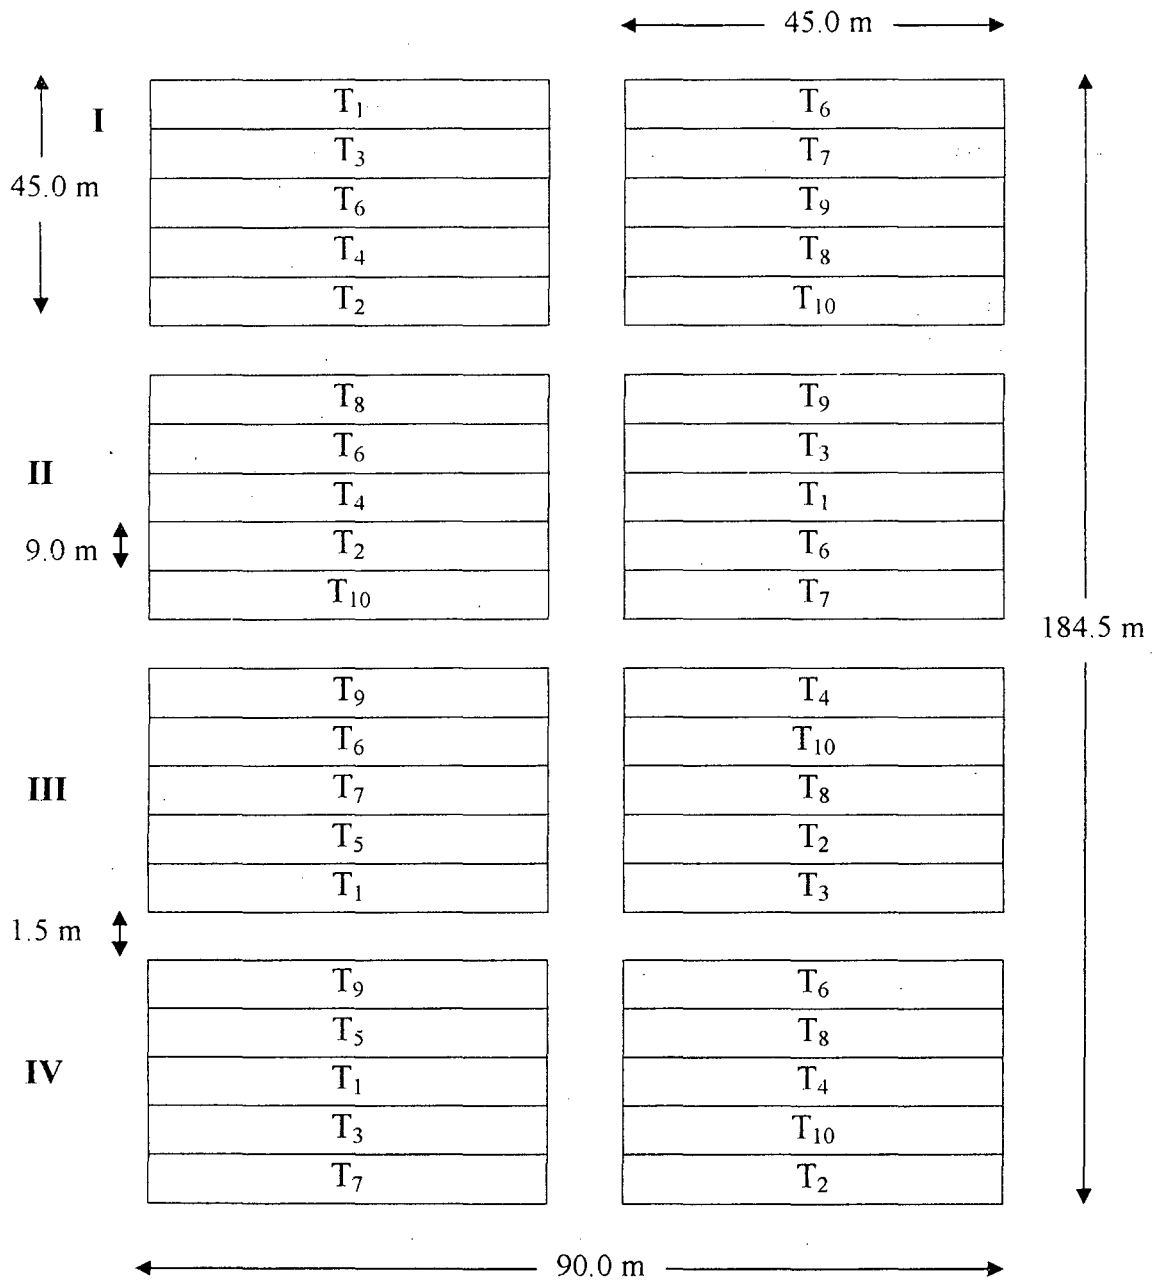 45.0 m
I
T₁ T₆
T₃ T₇
45.0 m
T₆ T₉
T₄ T₈
T₂ T₁₀
T₈ T₉
T₆ T₃
II
T₄ T₁
9.0 m
T₂ T₆
T₁₀ T₇
184.5 m
T₉ T₄
T₆ T₁₀
III
T₇ T₈
T₅ T₂
T₁ T₃
1.5 m
T₉ T₆
T₅ T₈
IV
T₁ T₄
T₃ T₁₀
T₇ T₂
90.0 m